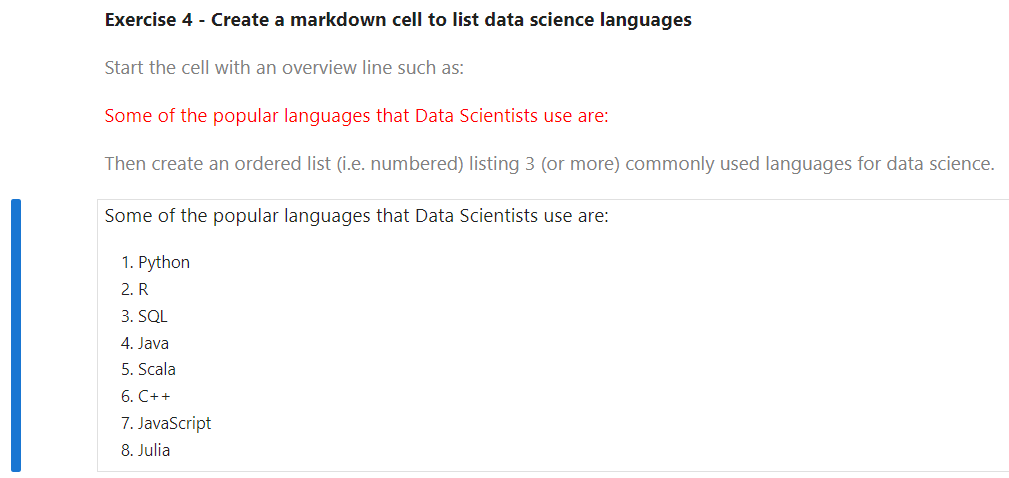 Exercise 4 - Create a markdown cell to list data science languages
Start the cell with an overview line such as:
Some of the popular languages that Data Scientists use are:
Then create an ordered list (i.e. numbered) listing 3 (or more) commonly used languages for data science.
Some of the popular languages that Data Scientists use are:
1. Python
2. R
3. SQL
4. Java
5. Scala
6. C++
7. JavaScript
8. Julia